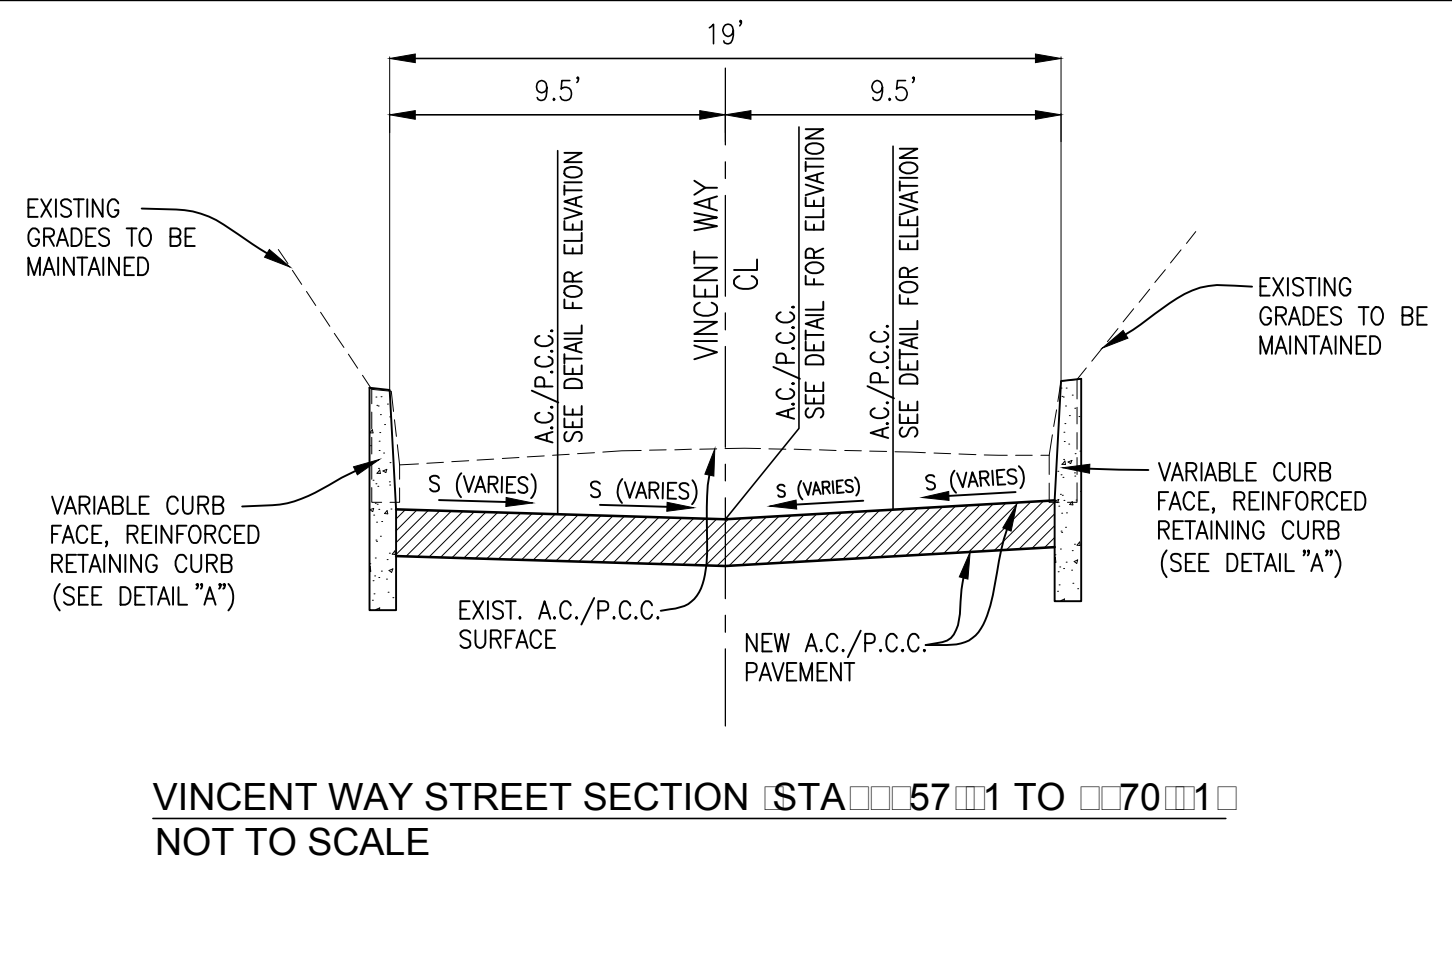 19'
9.5'
9.5'
EXISTING
GRADES TO BE
MAINTAINED
A.C./P.C.C.
SEE DETAIL FOR ELEVATION
VINCENT WAY
CL
A.C./P.C.C.
SEE DETAIL FOR ELEVATION
A.C./P.C.C.
SEE DETAIL FOR ELEVATION
EXISTING
GRADES TO BE
MAINTAINED
S (VARIES)
S (VARIES)
S (VARIES)
S (VARIES)
VARIABLE CURB
FACE, REINFORCED
RETAINING CURB
(SEE DETAIL "A")
VARIABLE CURB
FACE, REINFORCED
RETAINING CURB
(SEE DETAIL "A")
EXIST. A.C./P.C.C.
SURFACE
NEW A.C./P.C.C.
PAVEMENT
VINCENT WAY STREET SECTION STA 57 1 TO 70 1
NOT TO SCALE